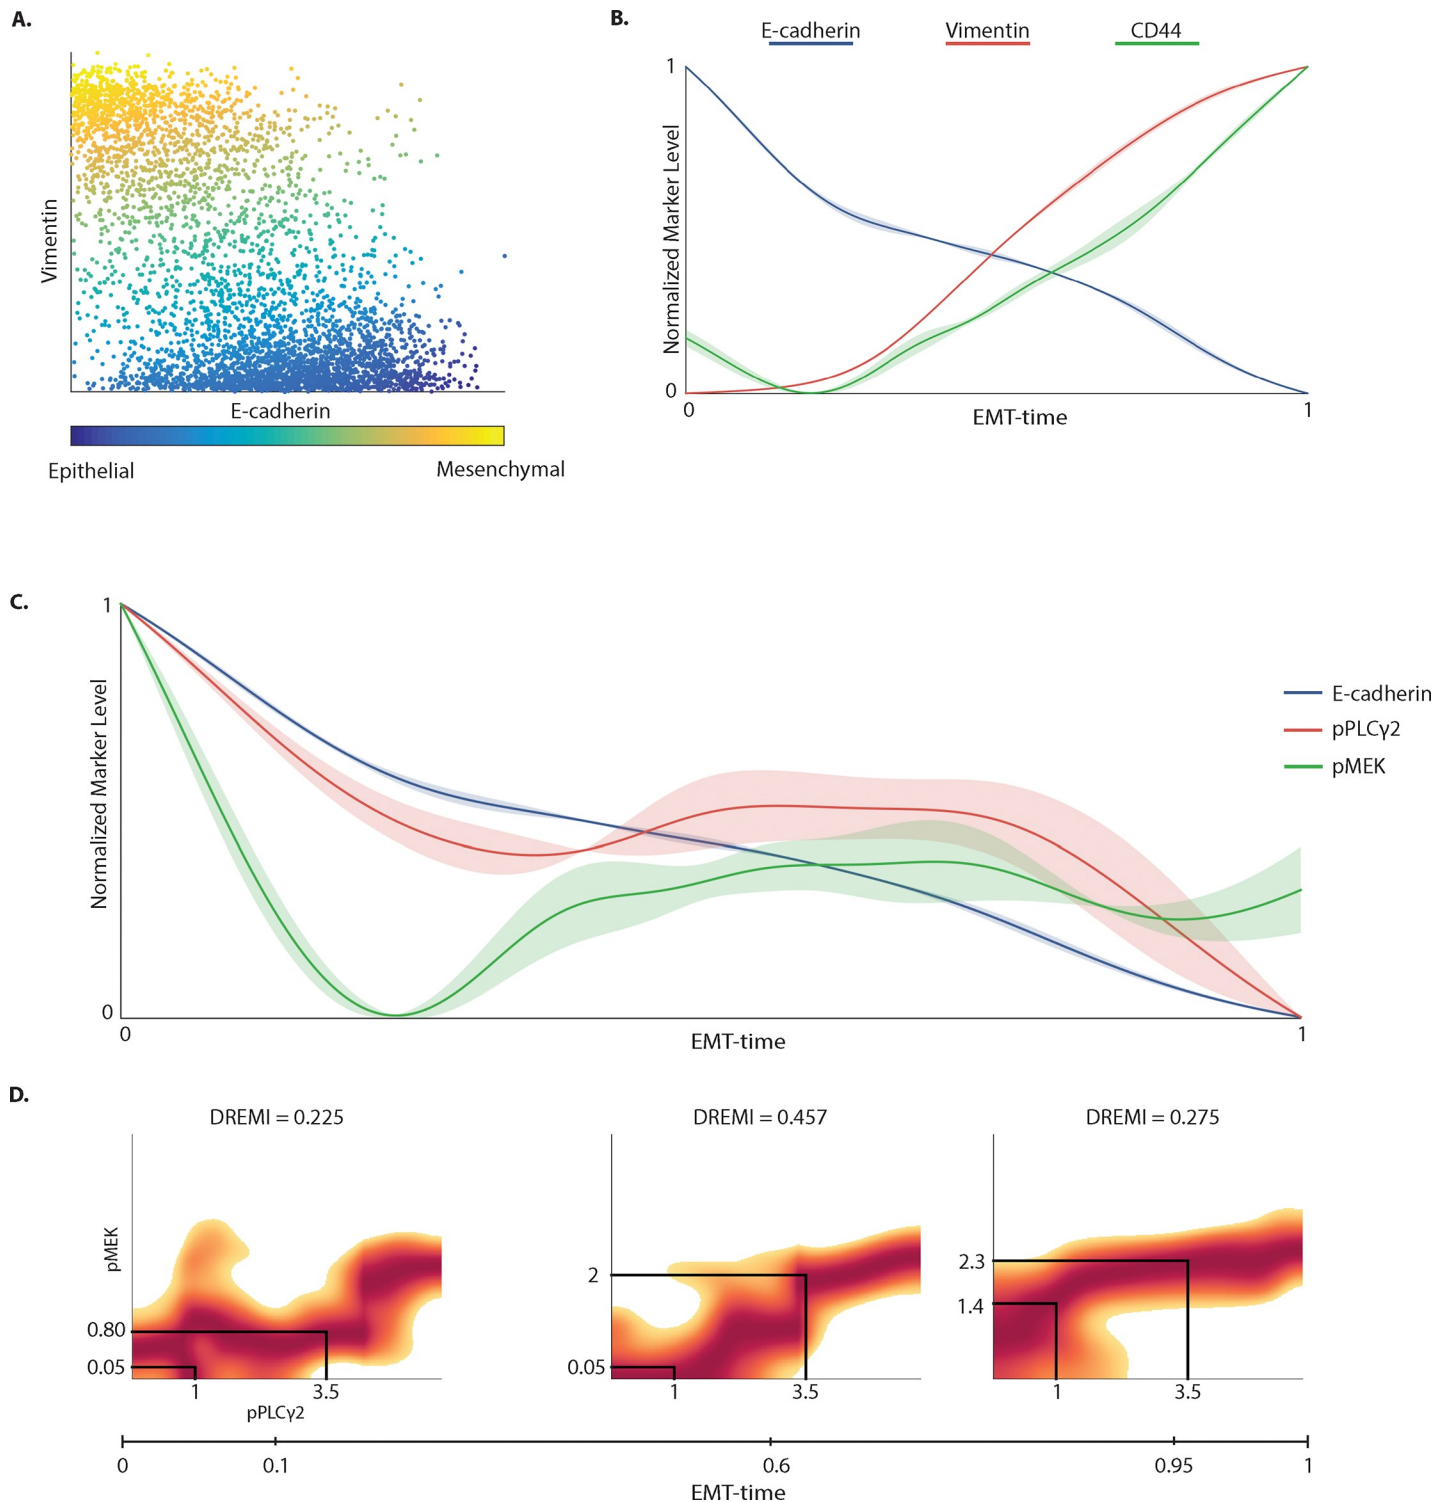 A.
Vimentin
E-cadherin
Epithelial
Mesenchymal
B.
E-cadherin Vimentin CD44
Normalized Marker Level
1
0
0 1
EMT-time
C.
Normalized Marker Level
1
0
0 1
EMT-time
E-cadherin
pPLCγ2
pMEK
D.
DREMI = 0.225
pMEK
0.80
0.05
1 3.5
pPLCγ2
DREMI = 0.457
2
0.05
1 3.5
DREMI = 0.275
2.3
1.4
1 3.5
0 0.1 0.6 0.95 1
EMT-time